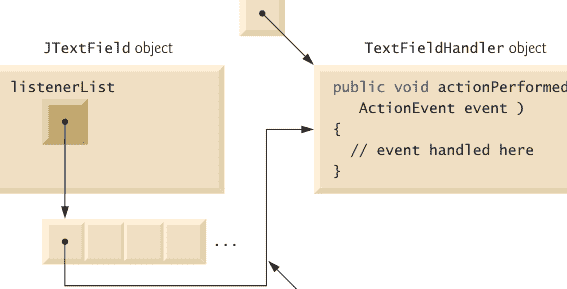 JTextField object
TextFieldHandler object
listenerList
public void actionPerformed
ActionEvent event )
{
// event handled here
}
...